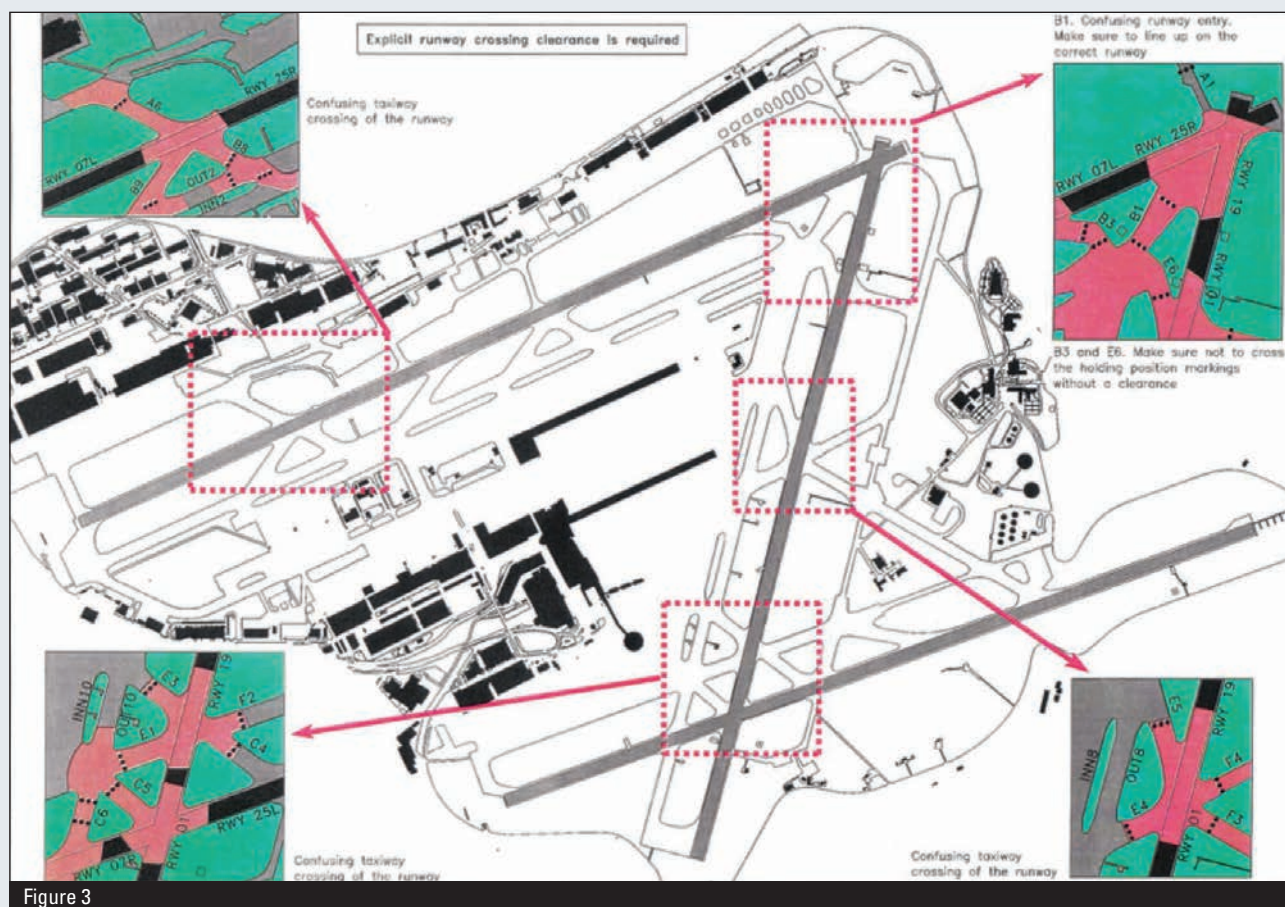 Explicit runway crossing clearance is required
B1. Confusing runway entry.
Make sure to line up on the
correct runway
Confusing taxiway
crossing of the runway
A6
RWY 25R
RWY 07L
B8
B9
OUT2
INN2
A1
RWY 25R
RWY 07L
RWY 19
B3
B1
E6
RWY 01
B3 and E6. Make sure not to cross
the holding position markings
without a clearance
INN10
OUT10
E3
RWY 19
E2
E1
C4
C5
C6
RWY 25L
RWY 01
RWY 07R
Confusing taxiway
crossing of the runway
E5
RWY 19
INN8
OUT8
E4
E4
RWY 01
E3
Confusing taxiway
crossing of the runway
Figure 3